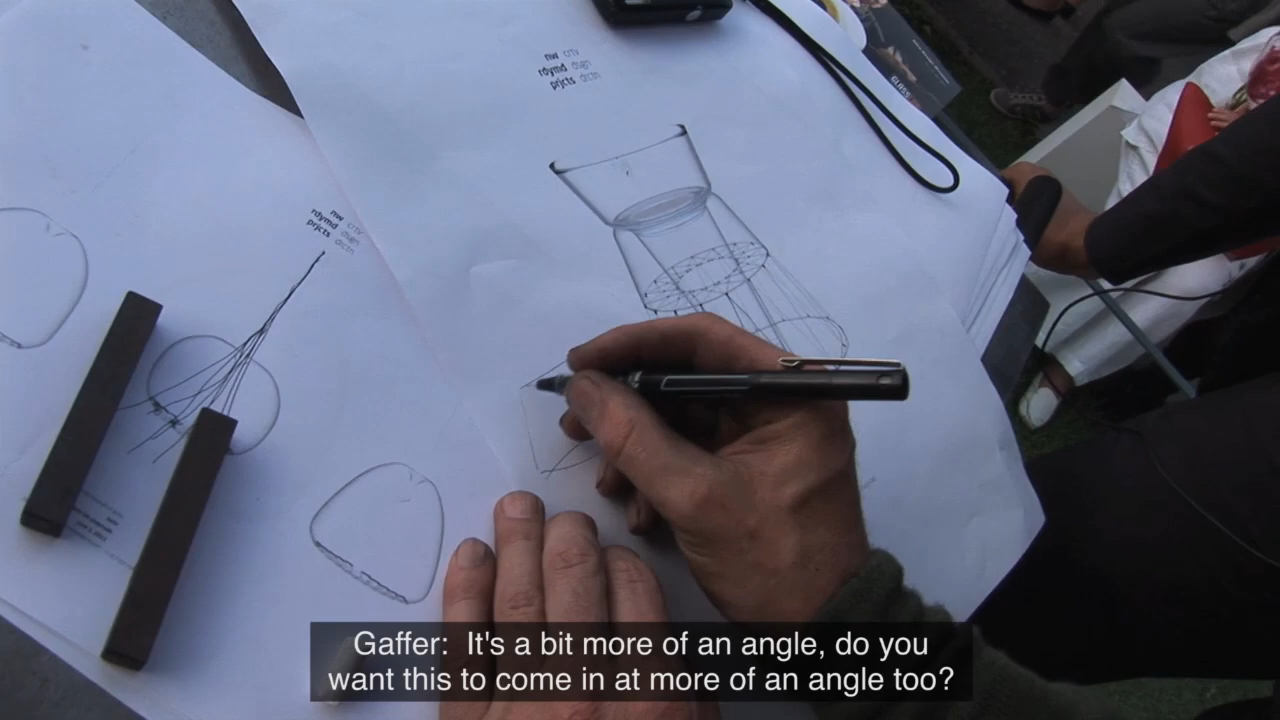 nw crtv
rdymd dsgn
prjcts drctn
GLASS
nw crtv
rdymd dsgn
prjcts drctn
Gaffer: It's a bit more of an angle, do you
want this to come in at more of an angle too?